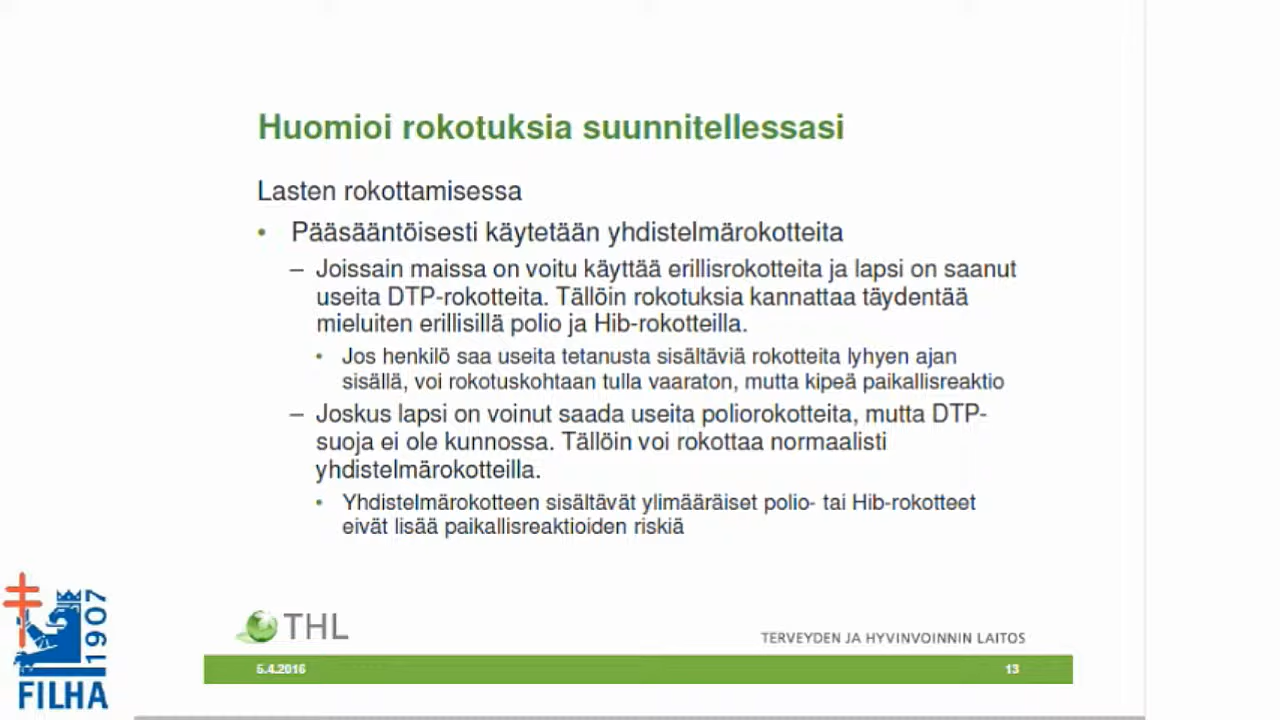 Huomioi rokotuksia suunnitellessasi
Lasten rokottamisessa
• Pääsääntöisesti käytetään yhdistelmärokotteita
– Joissain maissa on voitu käyttää erillisrokotteita ja lapsi on saanut
useita DTP-rokotteita. Tällöin rokotuksia kannattaa täydentää
mieluiten erillisillä polio ja Hib-rokotteilla.
• Jos henkilö saa useita tetanusta sisältäviä rokotteita lyhyen ajan
sisällä, voi rokotuskohtaan tulla vaaraton, mutta kipeä paikallisreaktio
– Joskus lapsi on voinut saada useita poliorokotteita, mutta DTP-
suoja ei ole kunnossa. Tällöin voi rokottaa normaalisti
yhdistelmärokotteilla.
• Yhdistelmärokotteen sisältävät ylimääräiset polio- tai Hib-rokotteet
eivät lisää paikallisreaktioiden riskiä
THL
TERVEYDEN JA HYVINVOINNIN LAITOS
5.4.2016
13
1907
FILHA